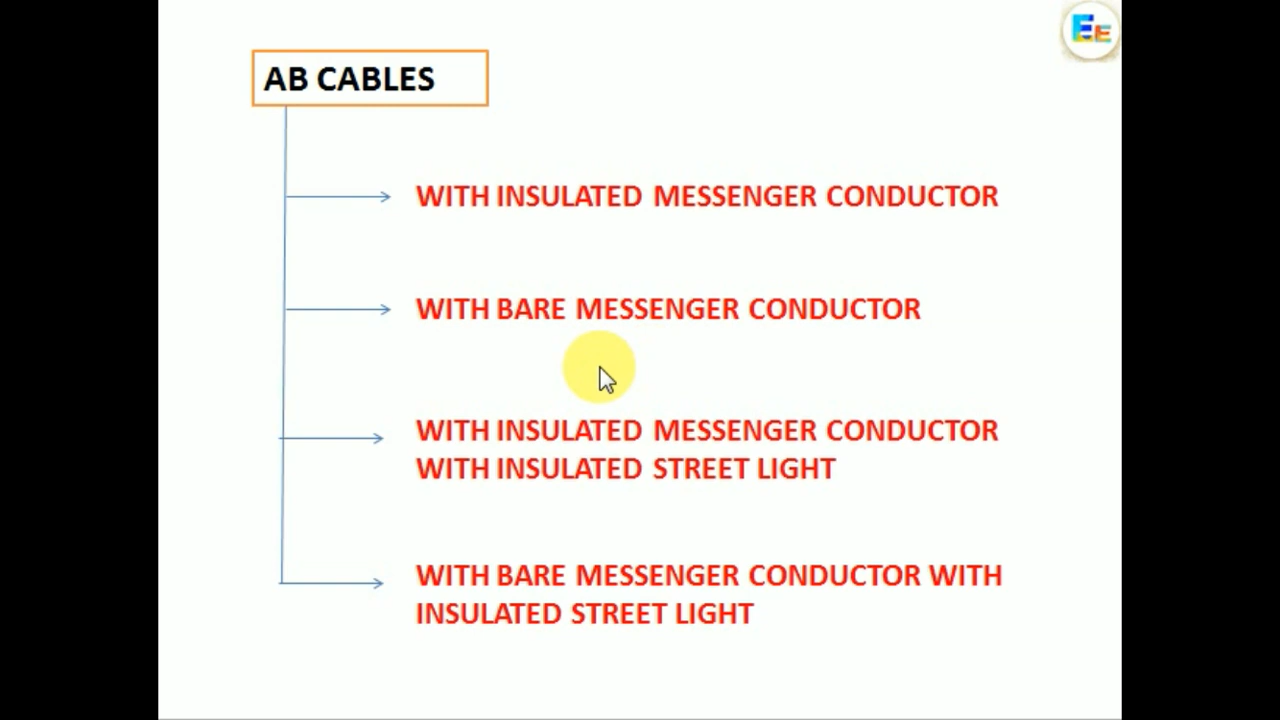 EE
AB CABLES
WITH INSULATED MESSENGER CONDUCTOR
WITH BARE MESSENGER CONDUCTOR
WITH INSULATED MESSENGER CONDUCTOR
WITH INSULATED STREET LIGHT
WITH BARE MESSENGER CONDUCTOR WITH
INSULATED STREET LIGHT